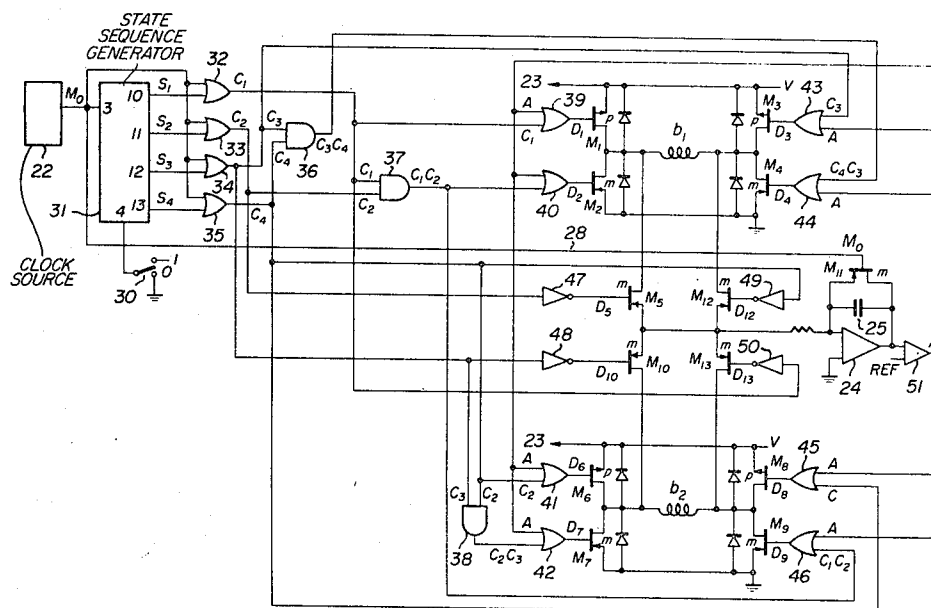 STATE
SEQUENCE
GENERATOR
CLOCK
SOURCE
22
M0
3
31
4
30
1
0
10
11
12
13
S1
S2
S3
S4
32
33
34
35
C1
C2
C3
C4
C3
C4
36
C3C4
C1
C2
37
C1C2
23
V
A
C1
39
D1
M1
p
40
D2
M2
m
b1
M3
p
D3
43
C3
A
M4
m
D4
44
C4C3
A
28
M0
M11
m
25
24
REF
51
47
D5
m
M5
48
D10
m
M10
M12
m
D12
49
M13
m
D13
50
23
V
A
C2
41
D6
M6
p
C3
C2
38
C2C3
A
42
D7
M7
m
b2
M8
p
D8
45
A
C
M9
m
D9
46
A
C1C2